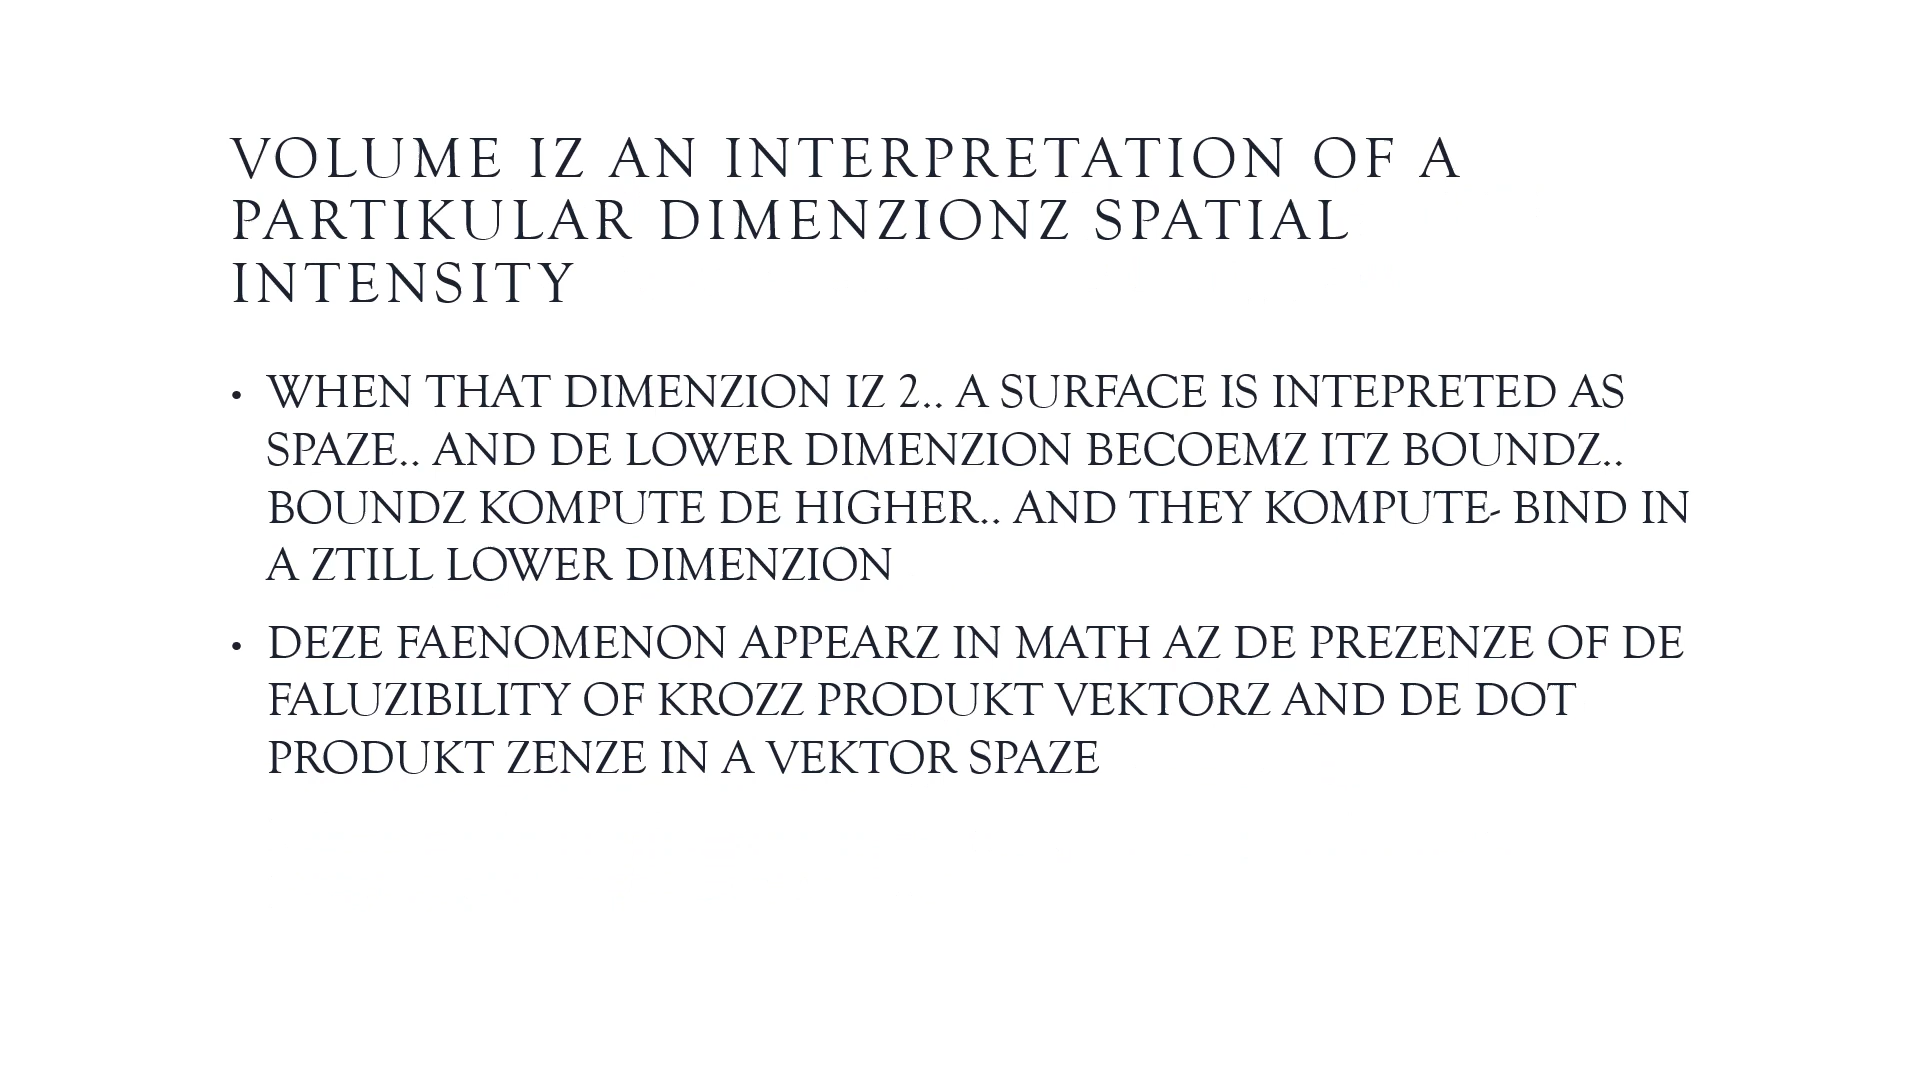 VOLUME IZ AN INTERPRETATION OF A
PARTIKULAR DIMENZIONZ SPATIAL
INTENSITY
• WHEN THAT DIMENZION IZ 2.. A SURFACE IS INTEPRETED AS
SPAZE.. AND DE LOWER DIMENZION BECOEMZ ITZ BOUNDZ..
BOUNDZ KOMPUTE DE HIGHER.. AND THEY KOMPUTE- BIND IN
A ZTILL LOWER DIMENZION
• DEZE FAENOMENON APPEARZ IN MATH AZ DE PREZENZE OF DE
FALUZIBILITY OF KROZZ PRODUKT VEKTORZ AND DE DOT
PRODUKT ZENZE IN A VEKTOR SPAZE